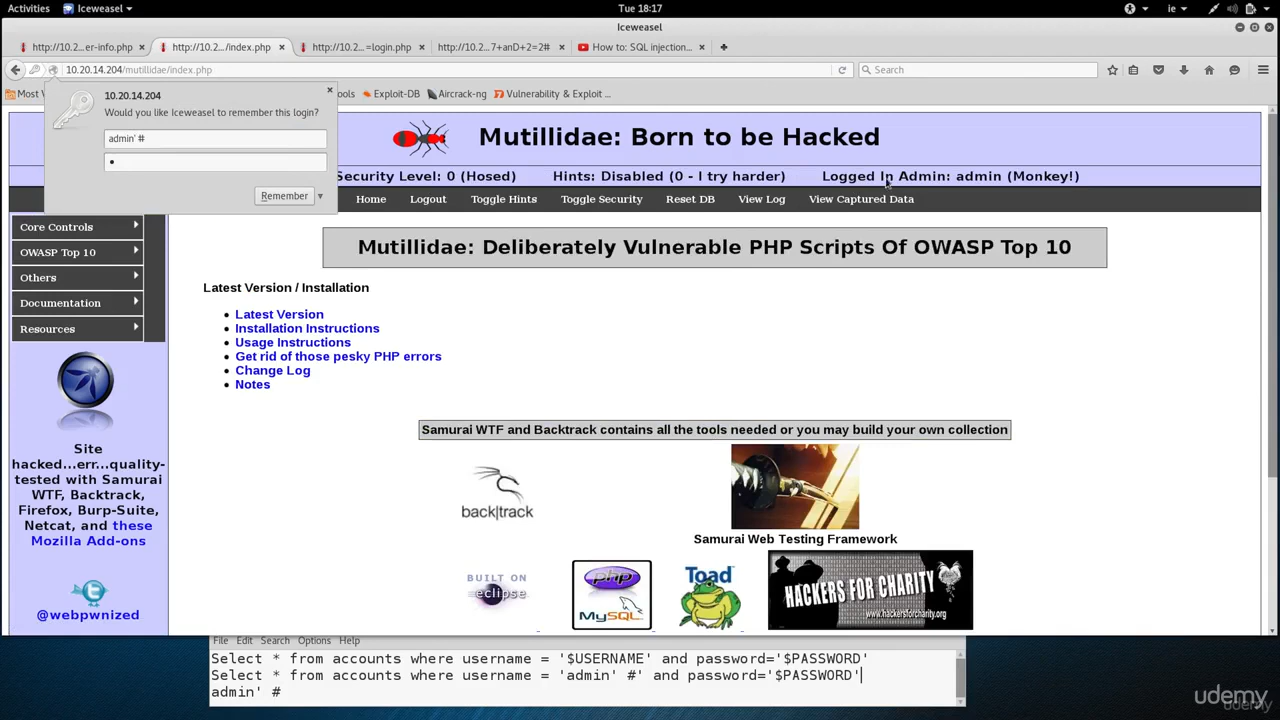 Activities Iceweasel Tue 18:17 ie
Iceweasel
http://10.2...er-info.php × http://10.2.../index.php × http://10.2...=login.php × http://10.2...7+anD+2=2# × How to: SQL injection... ×
10.20.14.204/mutillidae/index.php Search
Most V tools Exploit-DB Aircrack-ng Vulnerability & Exploit ...
10.20.14.204
Would you like Iceweasel to remember this login?
admin' #
Remember
Mutillidae: Born to be Hacked
Security Level: 0 (Hosed) Hints: Disabled (0 - I try harder) Logged In Admin: admin (Monkey!)
Home Logout Toggle Hints Toggle Security Reset DB View Log View Captured Data
Core Controls
OWASP Top 10
Others
Documentation
Resources
Site
hacked...err...quality-
tested with Samurai
WTF, Backtrack,
Firefox, Burp-Suite,
Netcat, and these
Mozilla Add-ons
@webpwnized
Mutillidae: Deliberately Vulnerable PHP Scripts Of OWASP Top 10
Latest Version / Installation
• Latest Version
• Installation Instructions
• Usage Instructions
• Get rid of those pesky PHP errors
• Change Log
• Notes
Samurai WTF and Backtrack contains all the tools needed or you may build your own collection
back|track
Samurai Web Testing Framework
BUILT ON
eclipse
php
MySQL
Toad
HACKERS FOR CHARITY
www.hackersforcharity.org
File Edit Search Options Help
Select * from accounts where username = '$USERNAME' and password='$PASSWORD'
Select * from accounts where username = 'admin' #' and password='$PASSWORD'
admin' #
udemy